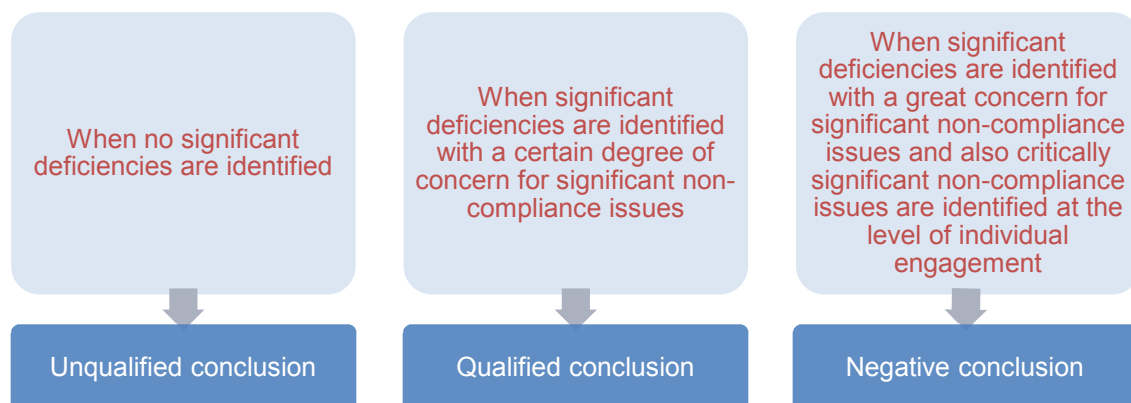 When no significant
deficiencies are identified
Unqualified conclusion
When significant
deficiencies are identified
with a certain degree of
concern for significant non-
compliance issues
Qualified conclusion
When significant
deficiencies are identified
with a great concern for
significant non-compliance
issues and also critically
significant non-compliance
issues are identified at the
level of individual
engagement
Negative conclusion